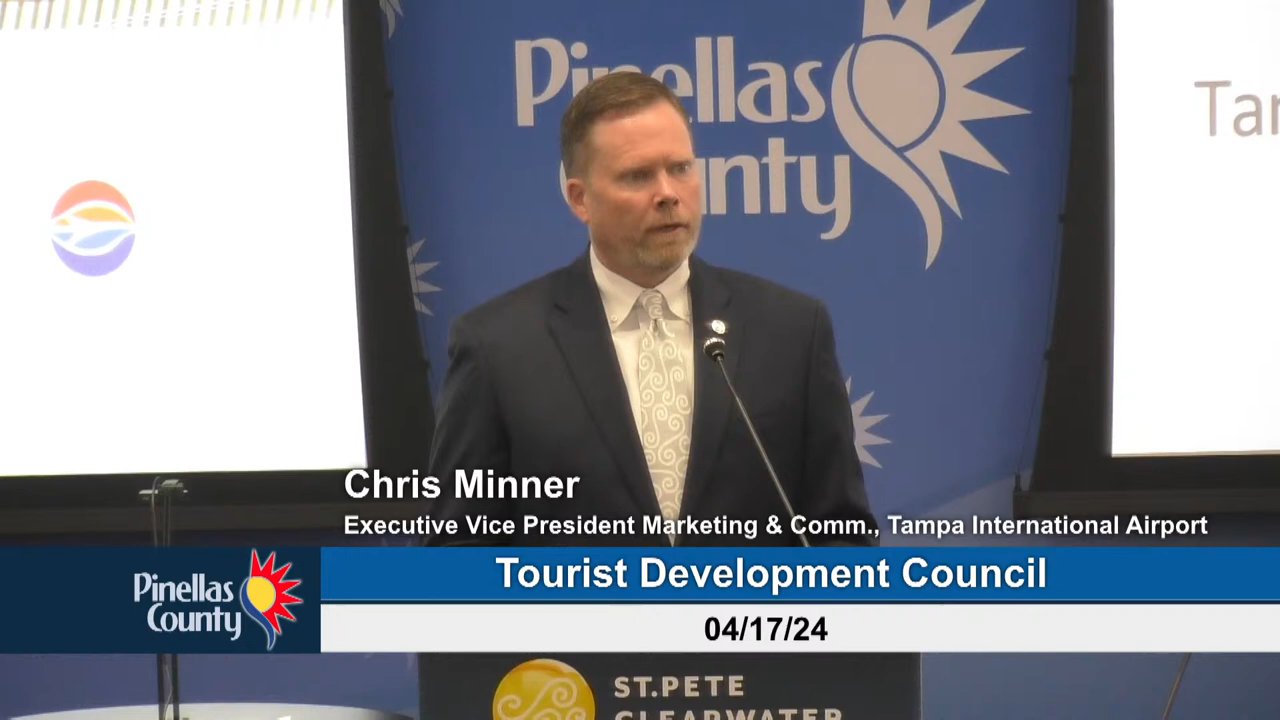 Pinellas
County
Tar
Chris Minner
Executive Vice President Marketing & Comm., Tampa International Airport
Tourist Development Council
Pinellas
County
04/17/24
ST.PETE
CLEARWATER